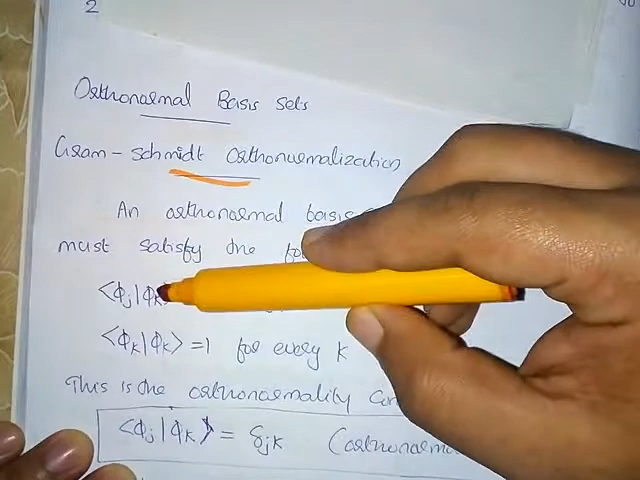 2
Orthonormal Basis sets
Gram-schmidt Orthonormalization
An orthonormal basis
must satisfy the
<ϕj|ϕk>
<ϕk|ϕk> =1 for every k
This is the orthonormality
<ϕj|ϕk> = δjk (orthonorm